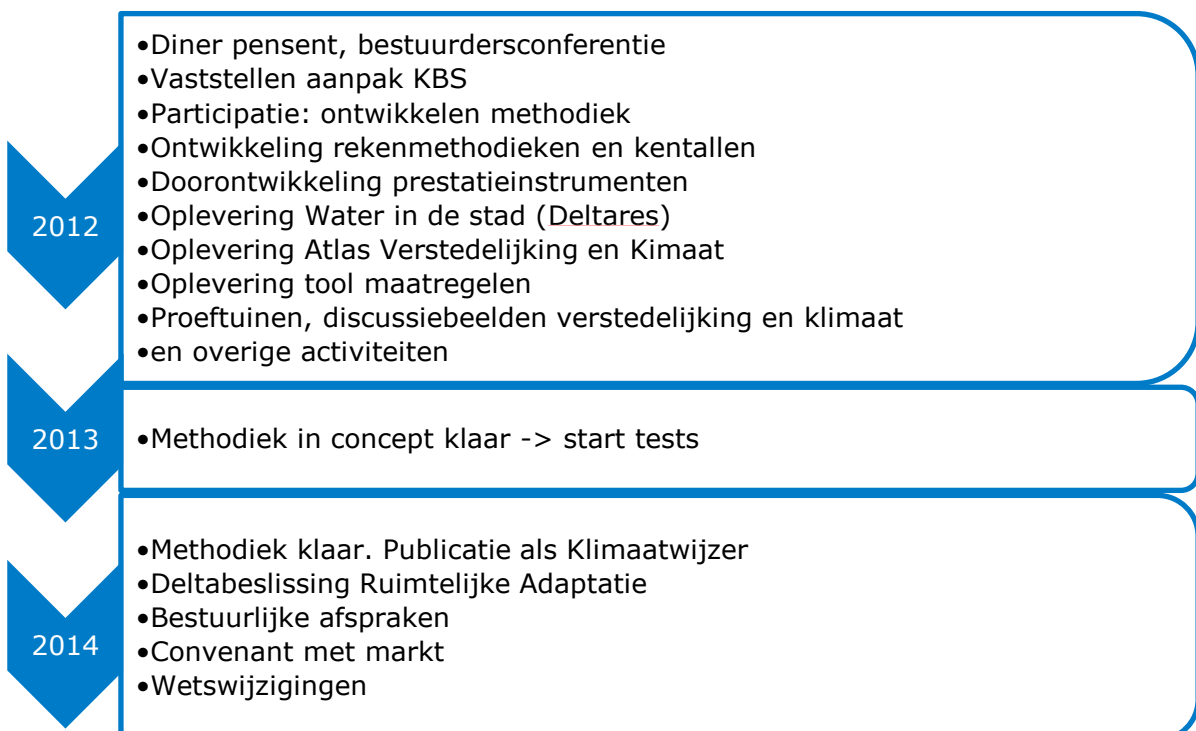 2012
•Diner pensent, bestuurdersconferentie
•Vaststellen aanpak KBS
•Participatie: ontwikkelen methodiek
•Ontwikkeling rekenmethodieken en kentallen
•Doorontwikkeling prestatieinstrumenten
•Oplevering Water in de stad (Deltares)
•Oplevering Atlas Verstedelijking en Kimaat
•Oplevering tool maatregelen
•Proeftuinen, discussiebeelden verstedelijking en klimaat
•en overige activiteiten
2013
•Methodiek in concept klaar -> start tests
2014
•Methodiek klaar. Publicatie als Klimaatwijzer
•Deltabeslissing Ruimtelijke Adaptatie
•Bestuurlijke afspraken
•Convenant met markt
•Wetswijzigingen